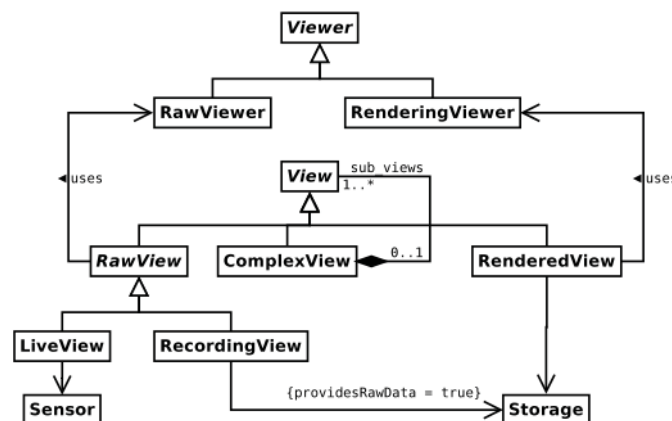 Viewer
RawViewer
RenderingViewer
◄ uses
◄ uses
View
sub_views
1..*
RawView
ComplexView
0..1
RenderedView
LiveView
RecordingView
{providesRawData = true}
Sensor
Storage